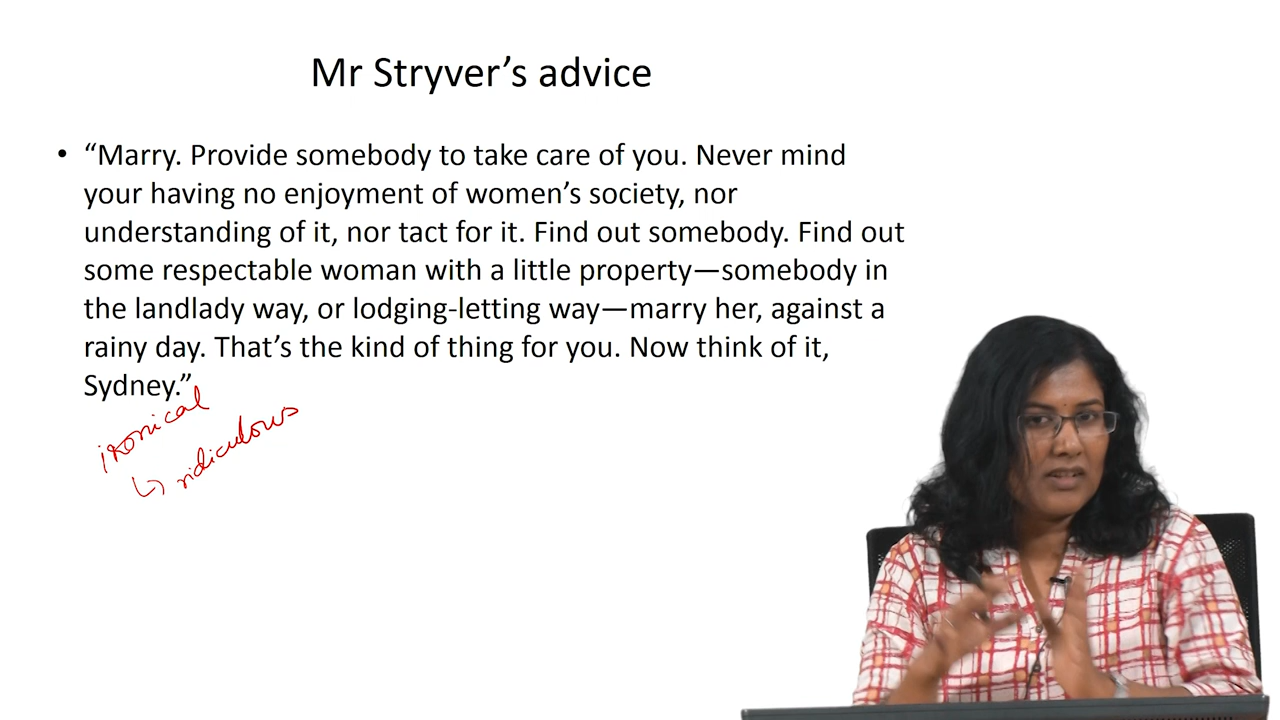 Mr Stryver’s advice
• “Marry. Provide somebody to take care of you. Never mind
your having no enjoyment of women’s society, nor
understanding of it, nor tact for it. Find out somebody. Find out
some respectable woman with a little property—somebody in
the landlady way, or lodging-letting way—marry her, against a
rainy day. That’s the kind of thing for you. Now think of it,
Sydney.”
ironical
↳ ridiculous